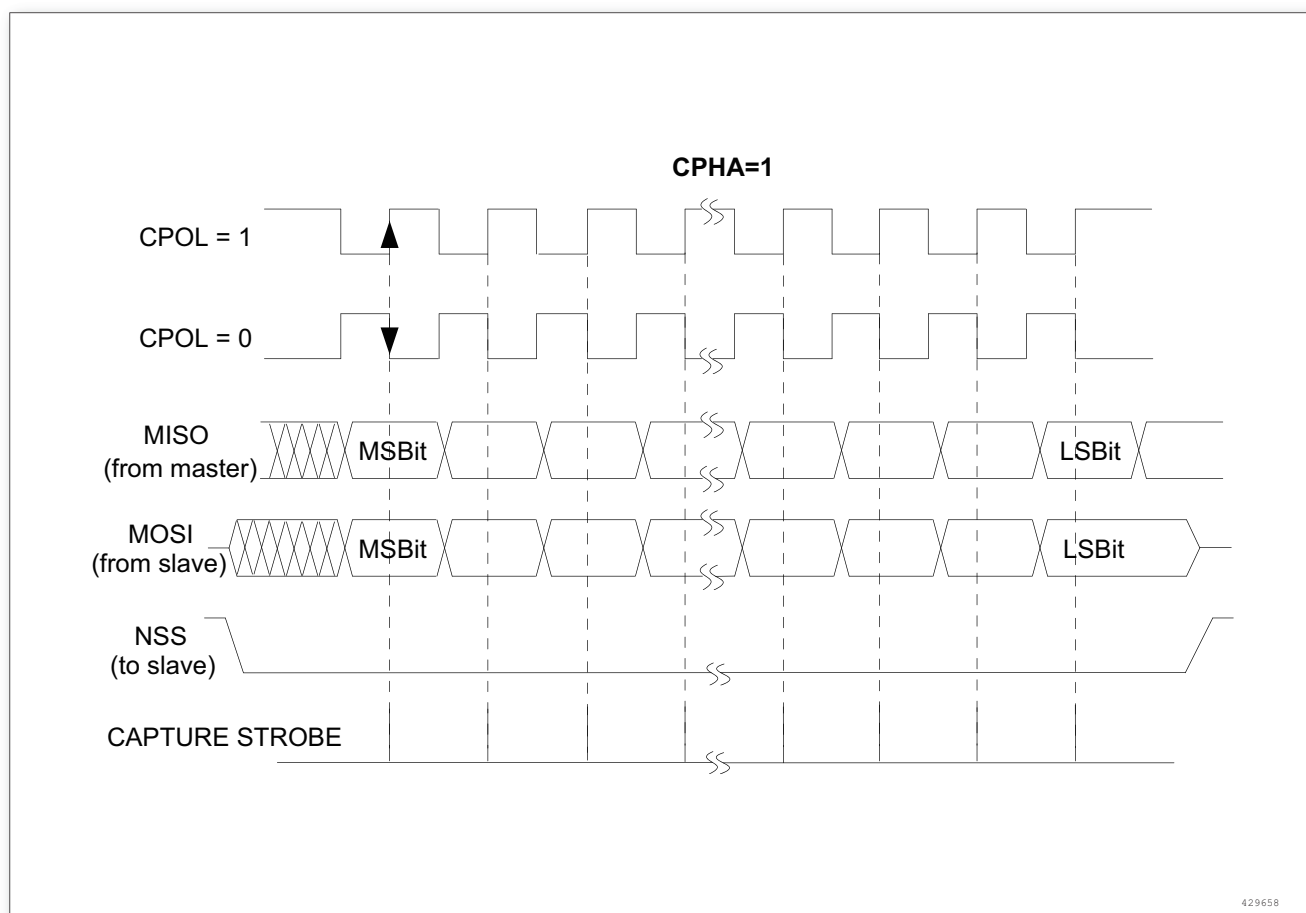 CPHA=1
CPOL = 1
CPOL = 0
MISO
(from master)
MSBit
LSBit
MOSI
(from slave)
MSBit
LSBit
NSS
(to slave)
CAPTURE STROBE
429658